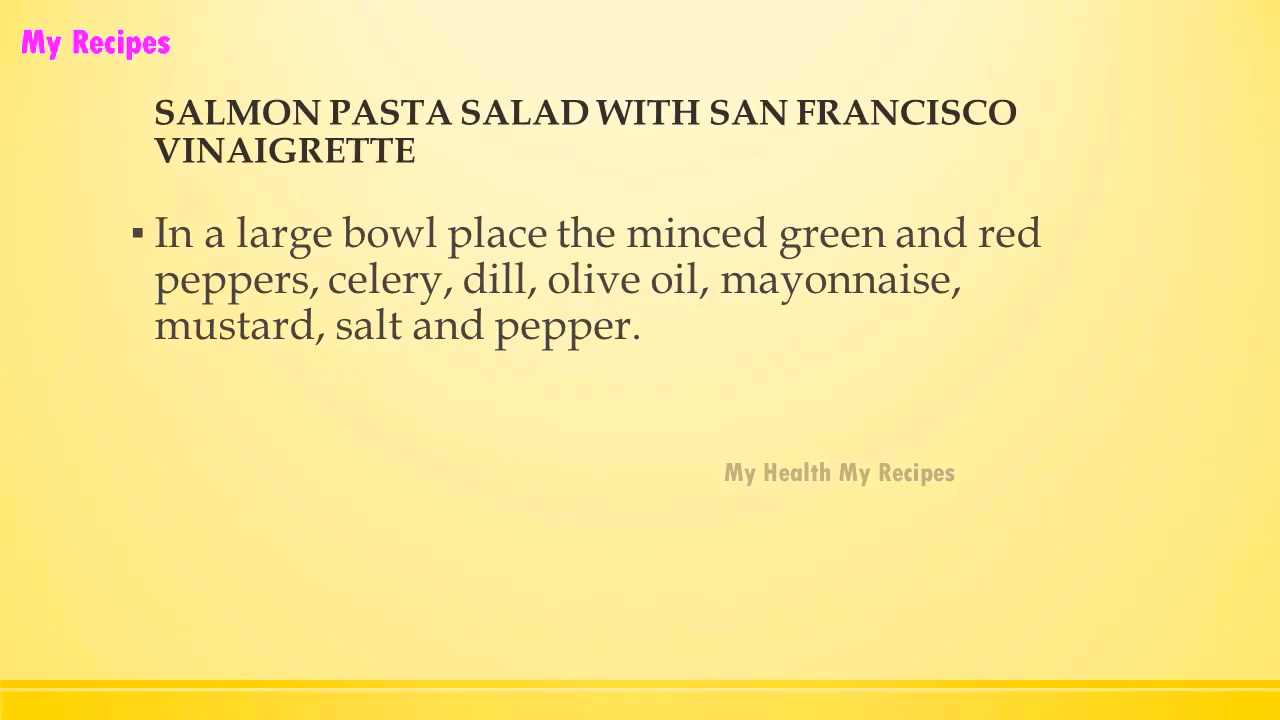 My Recipes
SALMON PASTA SALAD WITH SAN FRANCISCO
VINAIGRETTE
▪ In a large bowl place the minced green and red
peppers, celery, dill, olive oil, mayonnaise,
mustard, salt and pepper.
My Health My Recipes